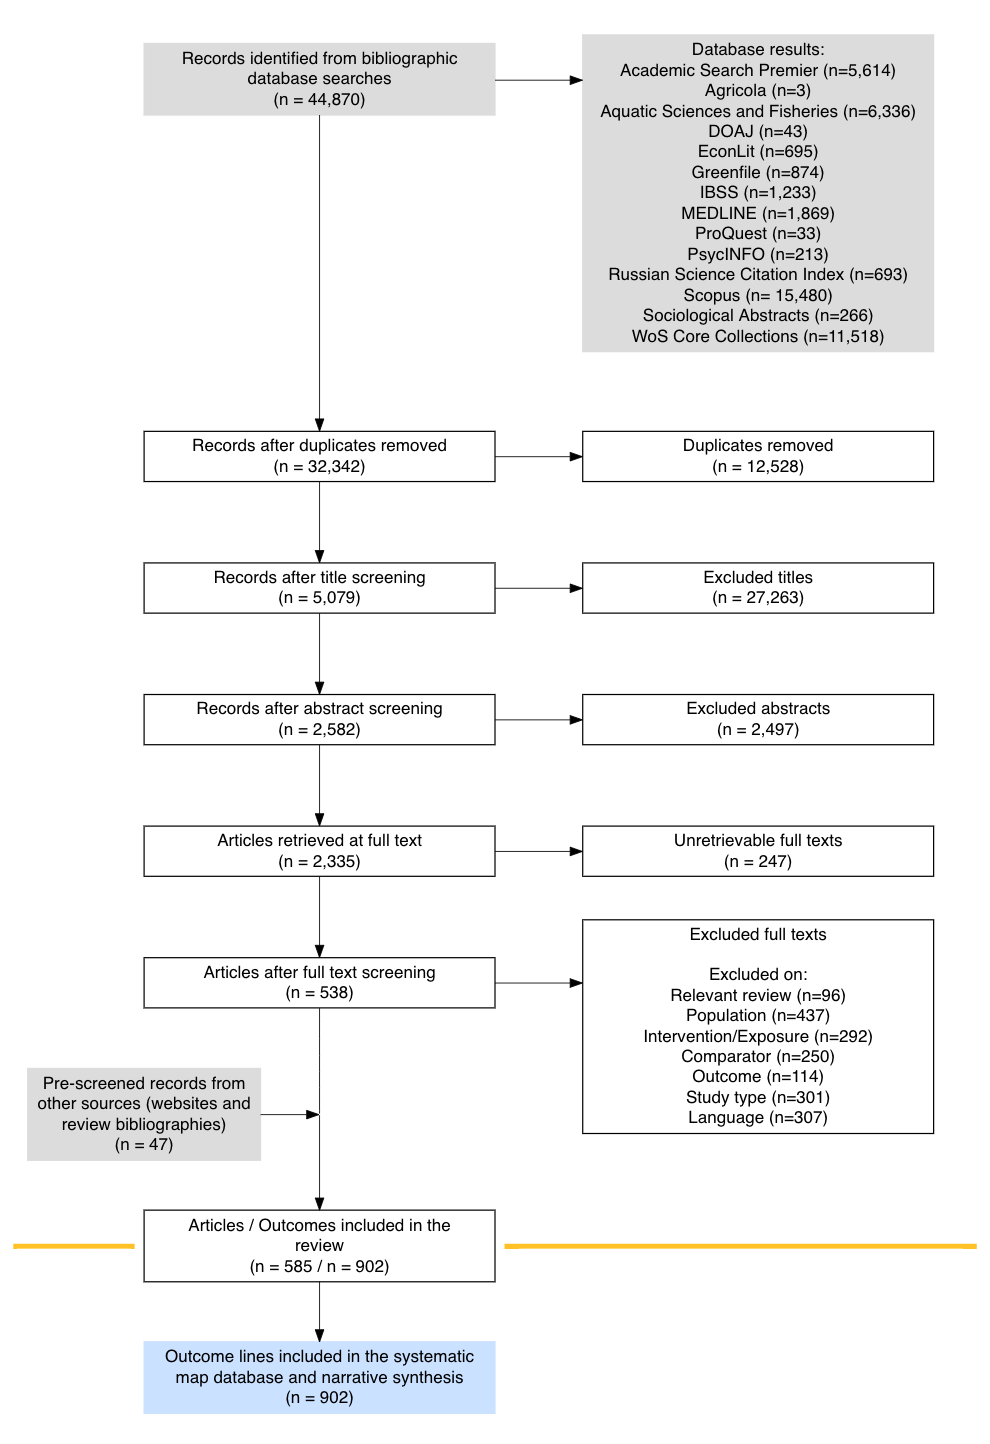 Records identified from bibliographic
database searches
(n = 44,870)
Database results:
Academic Search Premier (n=5,614)
Agricola (n=3)
Aquatic Sciences and Fisheries (n=6,336)
DOAJ (n=43)
EconLit (n=695)
Greenfile (n=874)
IBSS (n=1,233)
MEDLINE (n=1,869)
ProQuest (n=33)
PsycINFO (n=213)
Russian Science Citation Index (n=693)
Scopus (n= 15,480)
Sociological Abstracts (n=266)
WoS Core Collections (n=11,518)
Records after duplicates removed
(n = 32,342)
Duplicates removed
(n = 12,528)
Records after title screening
(n = 5,079)
Excluded titles
(n = 27,263)
Records after abstract screening
(n = 2,582)
Excluded abstracts
(n = 2,497)
Articles retrieved at full text
(n = 2,335)
Unretrievable full texts
(n = 247)
Articles after full text screening
(n = 538)
Excluded full texts
Excluded on:
Relevant review (n=96)
Population (n=437)
Intervention/Exposure (n=292)
Comparator (n=250)
Outcome (n=114)
Study type (n=301)
Language (n=307)
Pre-screened records from
other sources (websites and
review bibliographies)
(n = 47)
Articles / Outcomes included in the
review
(n = 585 / n = 902)
Outcome lines included in the systematic
map database and narrative synthesis
(n = 902)